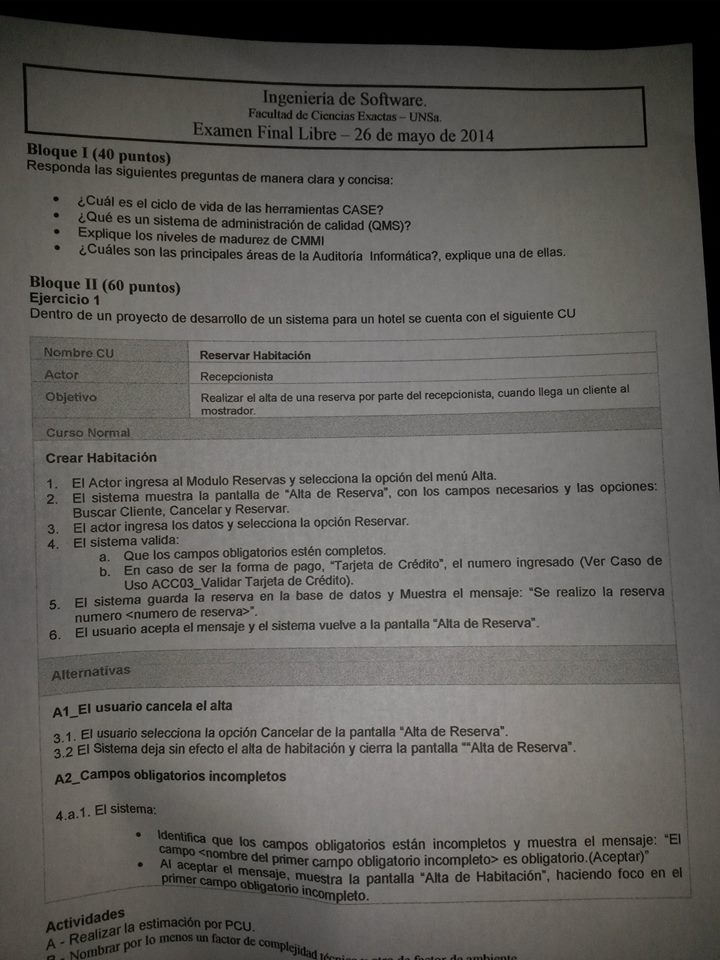 Ingeniería de Software.
Facultad de Ciencias Exactas – UNSa.
Examen Final Libre – 26 de mayo de 2014
Bloque I (40 puntos)
Responda las siguientes preguntas de manera clara y concisa:
• ¿Cuál es el ciclo de vida de las herramientas CASE?
• ¿Qué es un sistema de administración de calidad (QMS)?
• Explique los niveles de madurez de CMMI
• ¿Cuáles son las principales áreas de la Auditoría Informática?, explique una de ellas.
Bloque II (60 puntos)
Ejercicio 1
Dentro de un proyecto de desarrollo de un sistema para un hotel se cuenta con el siguiente CU
Nombre CU Reservar Habitación
Actor Recepcionista
Objetivo Realizar el alta de una reserva por parte del recepcionista, cuando llega un cliente al
mostrador.
Curso Normal
Crear Habitación
1. El Actor ingresa al Modulo Reservas y selecciona la opción del menú Alta.
2. El sistema muestra la pantalla de “Alta de Reserva”, con los campos necesarios y las opciones:
Buscar Cliente, Cancelar y Reservar.
3. El actor ingresa los datos y selecciona la opción Reservar.
4. El sistema valida:
a. Que los campos obligatorios estén completos.
b. En caso de ser la forma de pago, “Tarjeta de Crédito”, el numero ingresado (Ver Caso de
Uso ACC03_Validar Tarjeta de Crédito).
5. El sistema guarda la reserva en la base de datos y Muestra el mensaje: “Se realizo la reserva
numero <numero de reserva>”.
6. El usuario acepta el mensaje y el sistema vuelve a la pantalla “Alta de Reserva”.
Alternativas
A1_El usuario cancela el alta
3.1. El usuario selecciona la opción Cancelar de la pantalla “Alta de Reserva”.
3.2 El Sistema deja sin efecto el alta de habitación y cierra la pantalla ““Alta de Reserva”.
A2_Campos obligatorios incompletos
4.a.1. El sistema:
• Identifica que los campos obligatorios están incompletos y muestra el mensaje: “El
campo <nombre del primer campo obligatorio incompleto> es obligatorio.(Aceptar)”
• Al aceptar el mensaje, muestra la pantalla “Alta de Habitación”, haciendo foco en el
primer campo obligatorio incompleto.
Actividades
A - Realizar la estimación por PCU.
B - Nombrar por lo menos un factor de complejidad técnica y otro de factor de ambiente